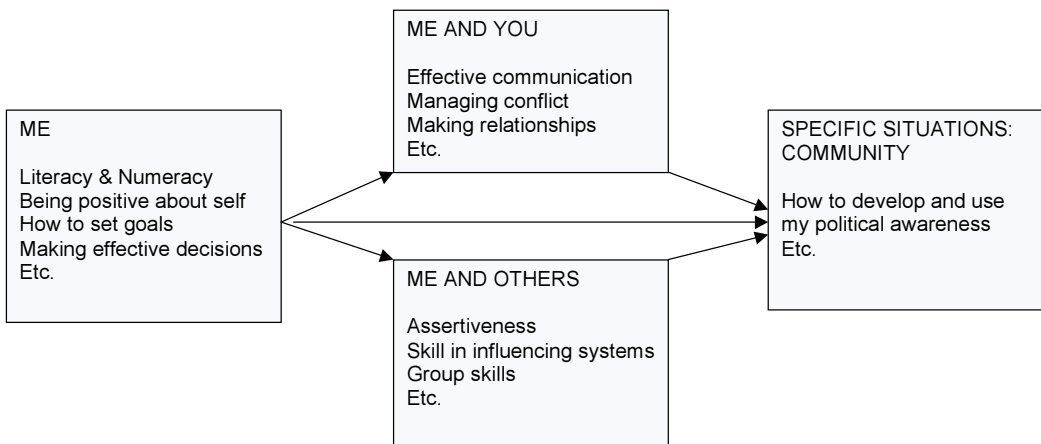 ME
Literacy & Numeracy
Being positive about self
How to set goals
Making effective decisions
Etc.
ME AND YOU
Effective communication
Managing conflict
Making relationships
Etc.
ME AND OTHERS
Assertiveness
Skill in influencing systems
Group skills
Etc.
SPECIFIC SITUATIONS:
COMMUNITY
How to develop and use
my political awareness
Etc.